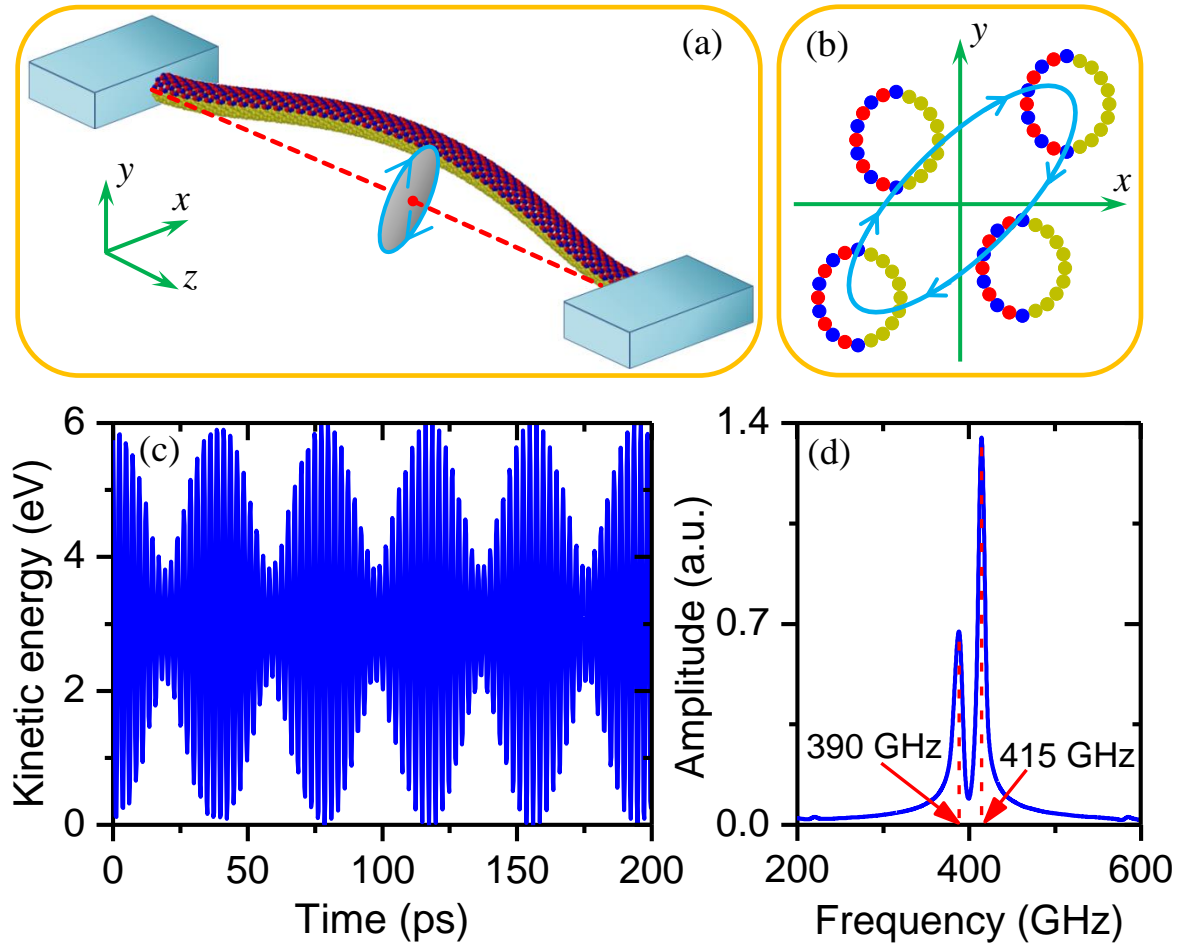 (a)
y
x
z
(b)
y
x
(c)
Kinetic energy (eV)
6
4
2
0
0
50
100
150
200
Time (ps)
(d)
Amplitude (a.u.)
1.4
0.7
0.0
390 GHz
415 GHz
200
400
600
Frequency (GHz)